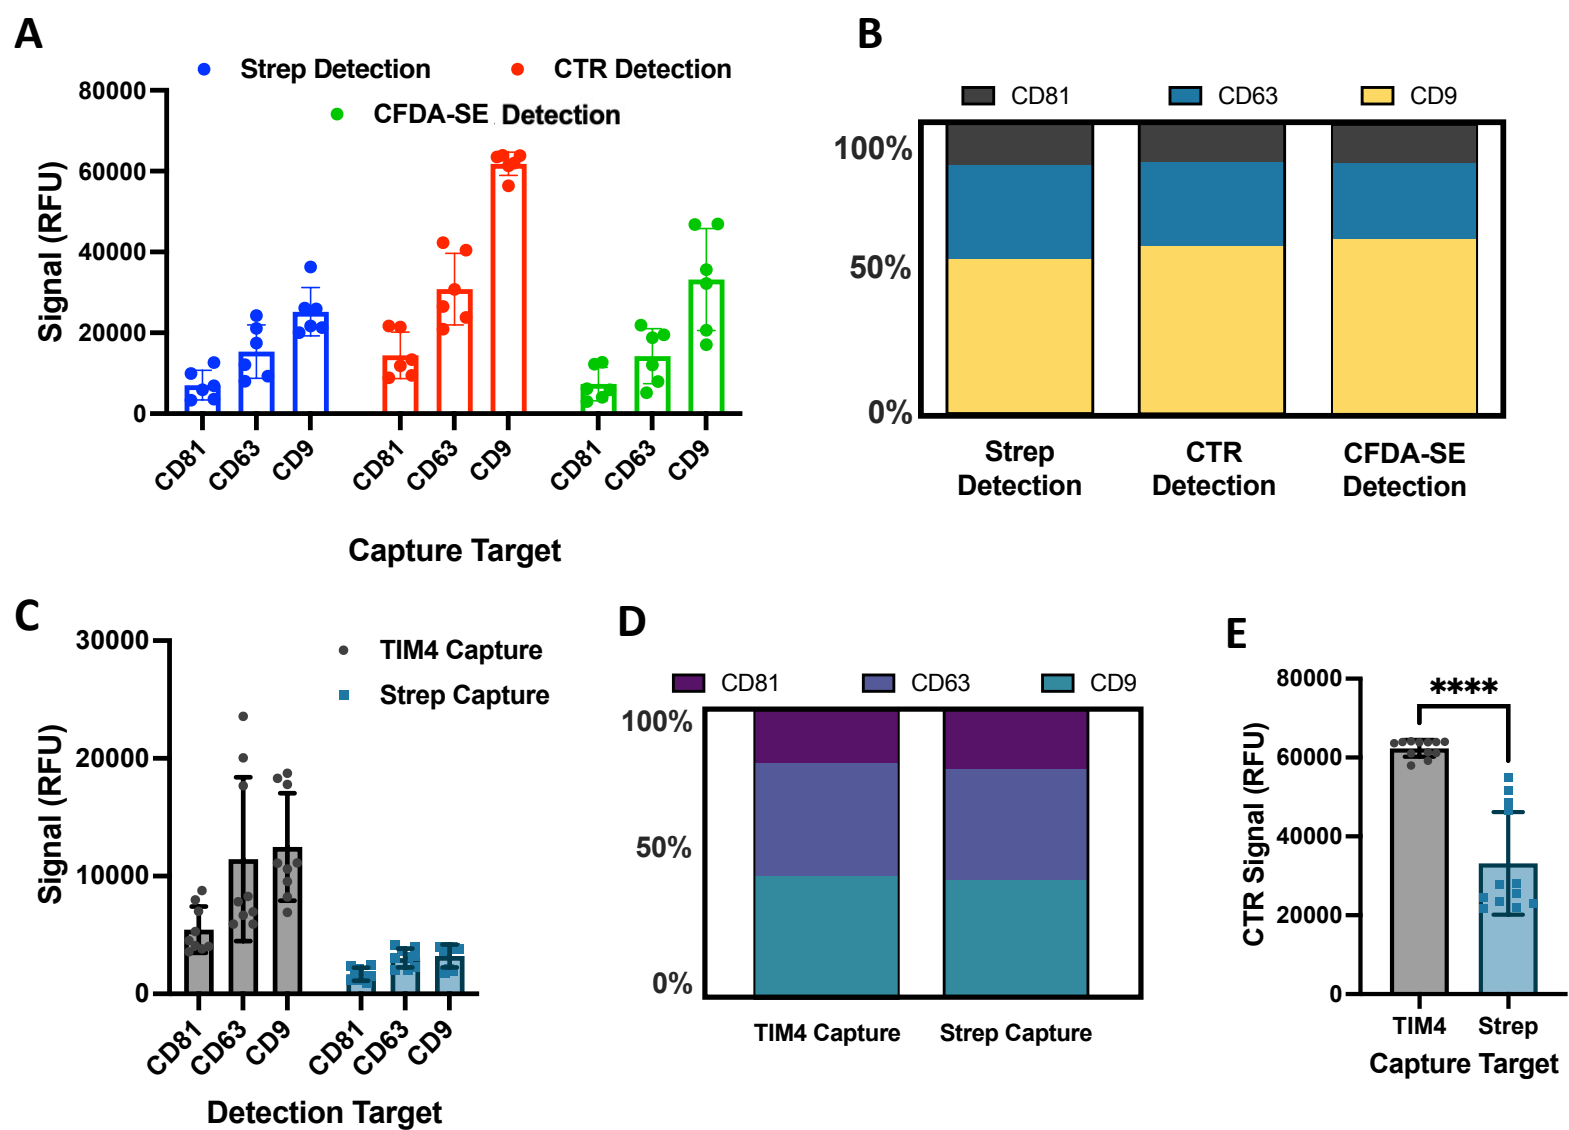 A
Strep Detection
CTR Detection
CFDA-SE Detection
Signal (RFU)
80000
60000
40000
20000
0
CD81
CD63
CD9
CD81
CD63
CD9
CD81
CD63
CD9
Capture Target
B
CD81
CD63
CD9
100%
50%
0%
Strep
Detection
CTR
Detection
CFDA-SE
Detection
C
TIM4 Capture
Strep Capture
Signal (RFU)
30000
20000
10000
0
CD81
CD63
CD9
CD81
CD63
CD9
Detection Target
D
CD81
CD63
CD9
100%
50%
0%
TIM4 Capture
Strep Capture
E
****
CTR Signal (RFU)
80000
60000
40000
20000
0
TIM4
Strep
Capture Target